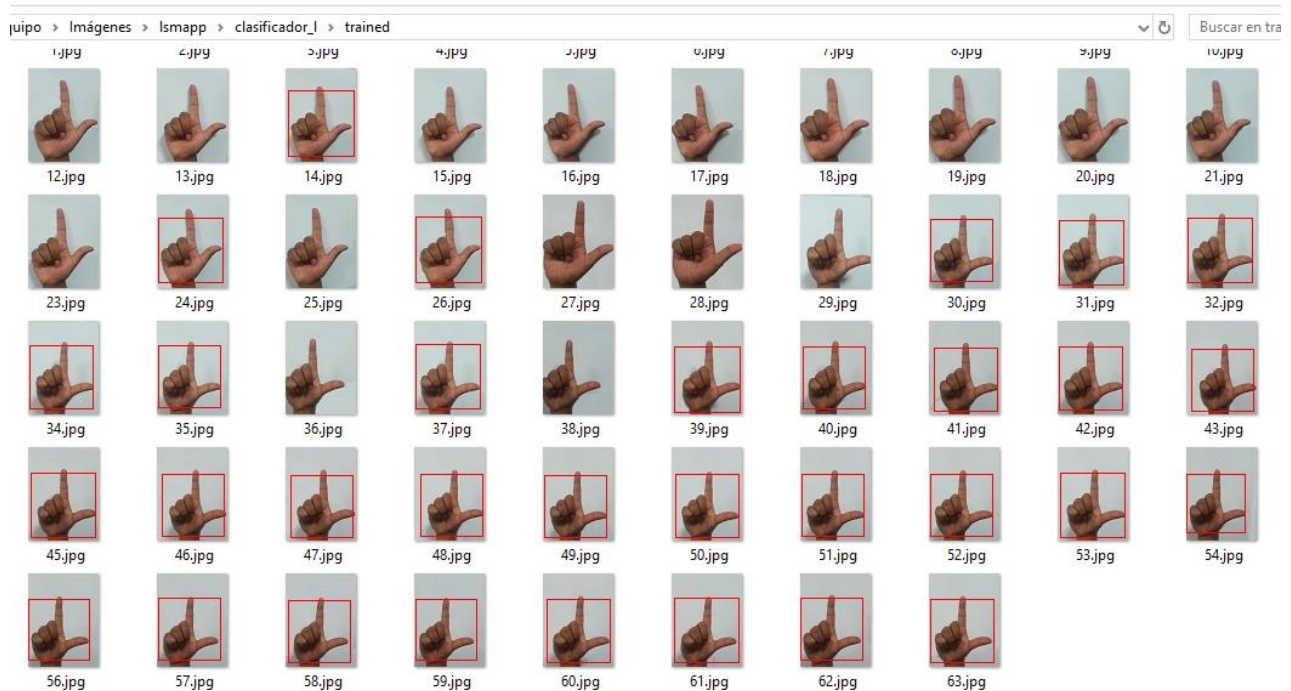 quipo > Imágenes > lsmapp > clasificador_l > trained
Buscar en tra
1.jpg 2.jpg 3.jpg 4.jpg 5.jpg 6.jpg 7.jpg 8.jpg 9.jpg 10.jpg
12.jpg 13.jpg 14.jpg 15.jpg 16.jpg 17.jpg 18.jpg 19.jpg 20.jpg 21.jpg
23.jpg 24.jpg 25.jpg 26.jpg 27.jpg 28.jpg 29.jpg 30.jpg 31.jpg 32.jpg
34.jpg 35.jpg 36.jpg 37.jpg 38.jpg 39.jpg 40.jpg 41.jpg 42.jpg 43.jpg
45.jpg 46.jpg 47.jpg 48.jpg 49.jpg 50.jpg 51.jpg 52.jpg 53.jpg 54.jpg
56.jpg 57.jpg 58.jpg 59.jpg 60.jpg 61.jpg 62.jpg 63.jpg